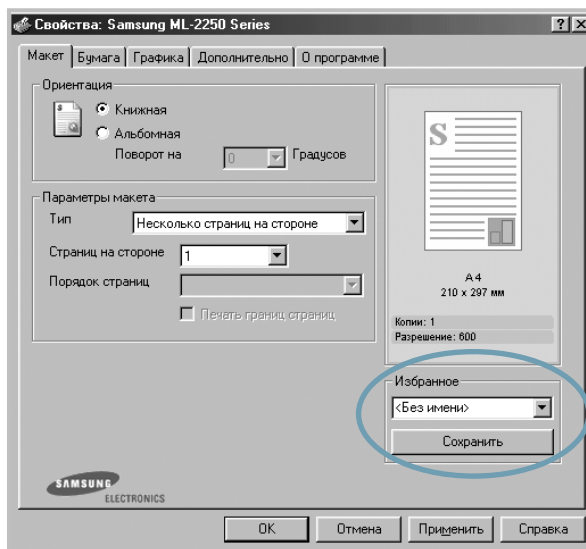 Свойства: Samsung ML-2250 Series
Макет Бумага Графика Дополнительно О программе
Ориентация
Книжная
Альбомная
Поворот на 0 Градусов
Параметры макета
Тип Несколько страниц на стороне
Страниц на стороне 1
Порядок страниц
Печать границ страниц
S
S
A4
210 x 297 мм
Копии: 1
Разрешение: 600
Избранное
<Без имени>
Сохранить
SAMSUNG
ELECTRONICS
OK Отмена Применить Справка